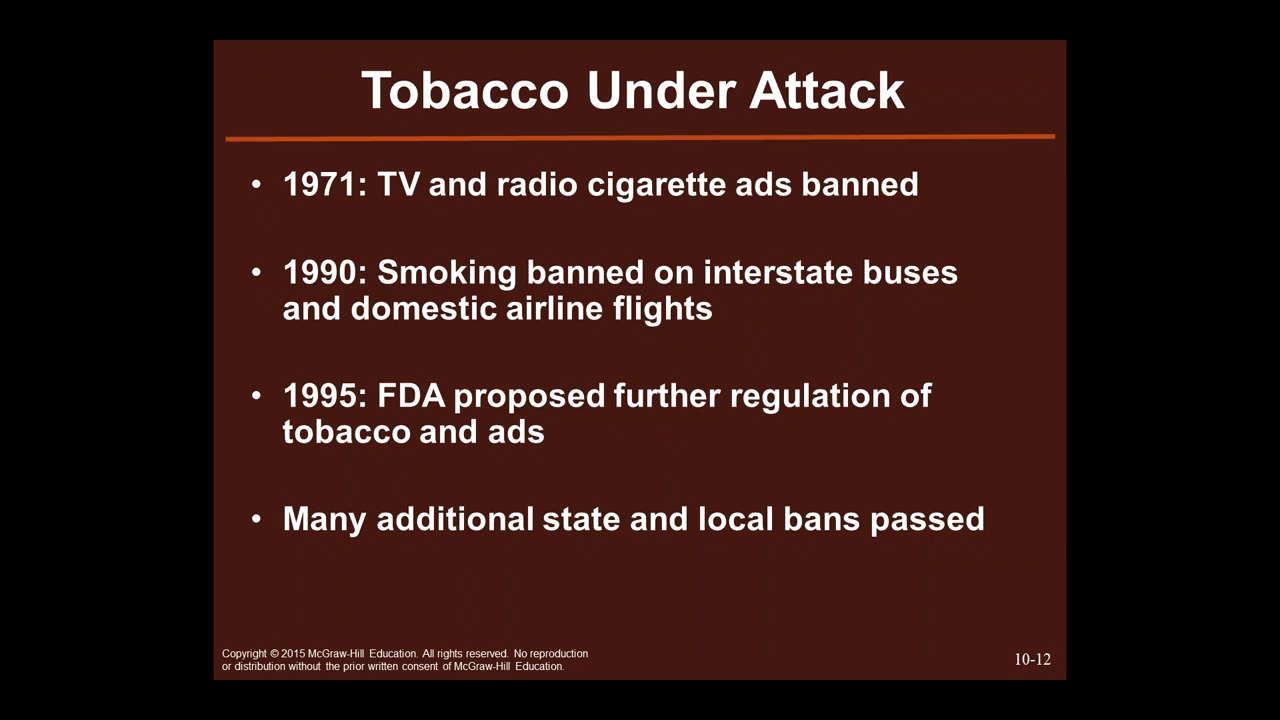 Tobacco Under Attack
• 1971: TV and radio cigarette ads banned
• 1990: Smoking banned on interstate buses
and domestic airline flights
• 1995: FDA proposed further regulation of
tobacco and ads
• Many additional state and local bans passed
Copyright © 2015 McGraw-Hill Education. All rights reserved. No reproduction
or distribution without the prior written consent of McGraw-Hill Education.
10-12